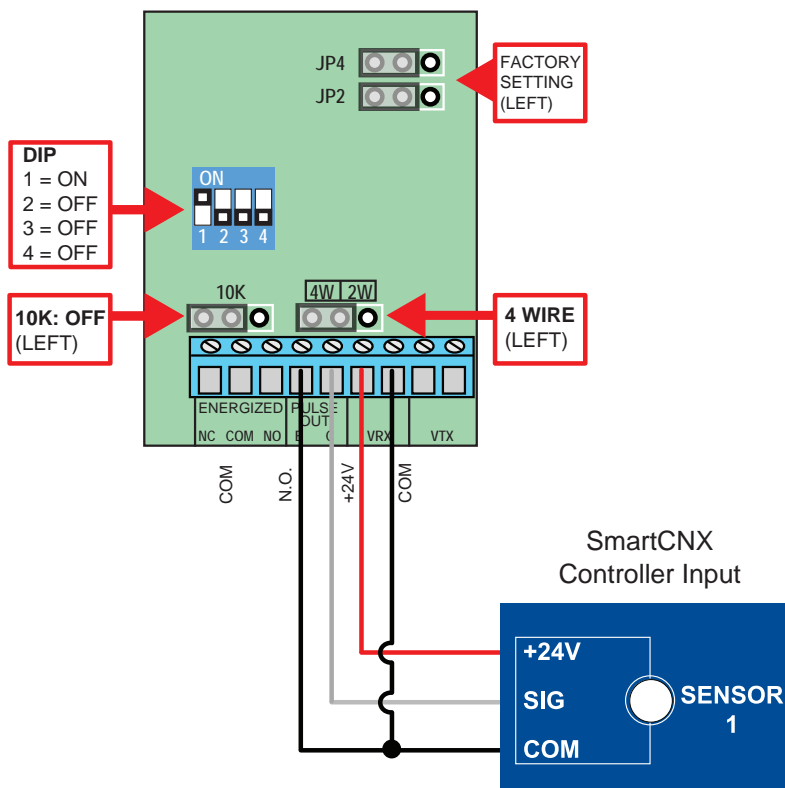 JP4
JP2
FACTORY
SETTING
(LEFT)
DIP
1 = ON
2 = OFF
3 = OFF
4 = OFF
ON
1 2 3 4
10K
4W 2W
10K: OFF
(LEFT)
4 WIRE
(LEFT)
ENERGIZED
PULSE
OUT
NC COM NO E C VRX VTX
COM
N.O.
+24V
COM
SmartCNX
Controller Input
+24V
SIG
COM
SENSOR
1